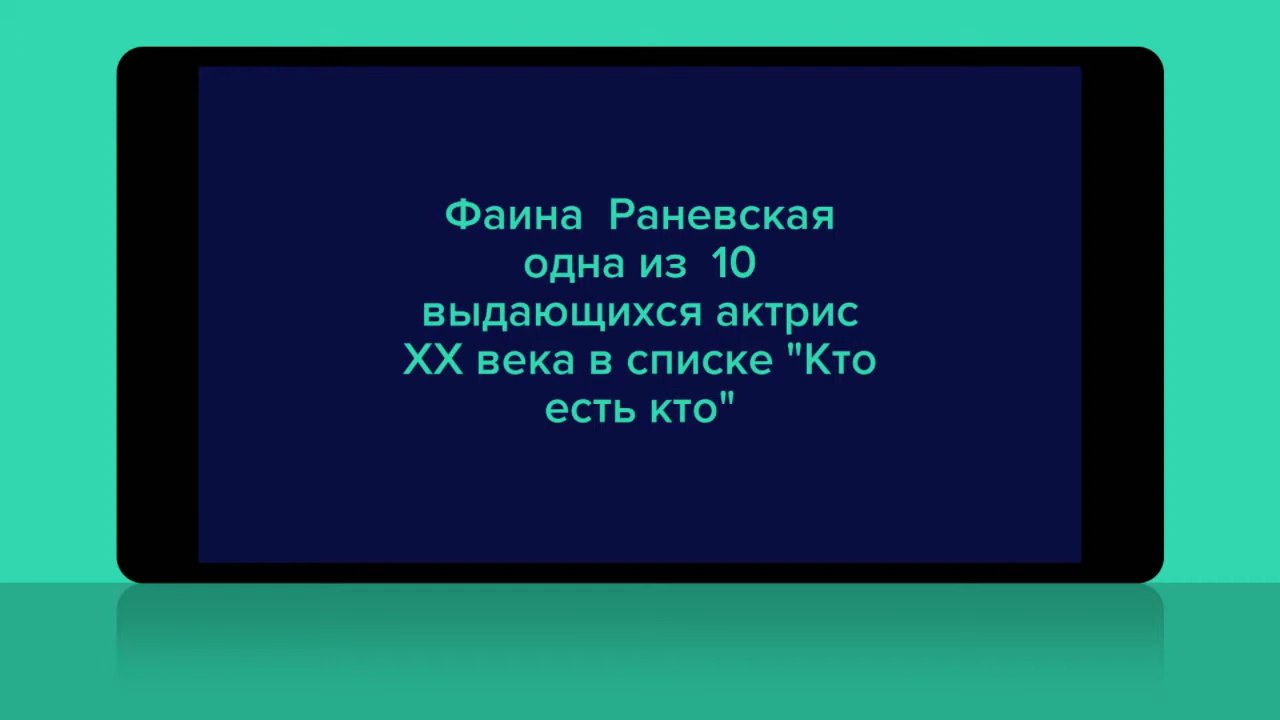 Фаина  Раневская
одна из  10
выдающихся актрис
XX века в списке "Кто
есть кто"